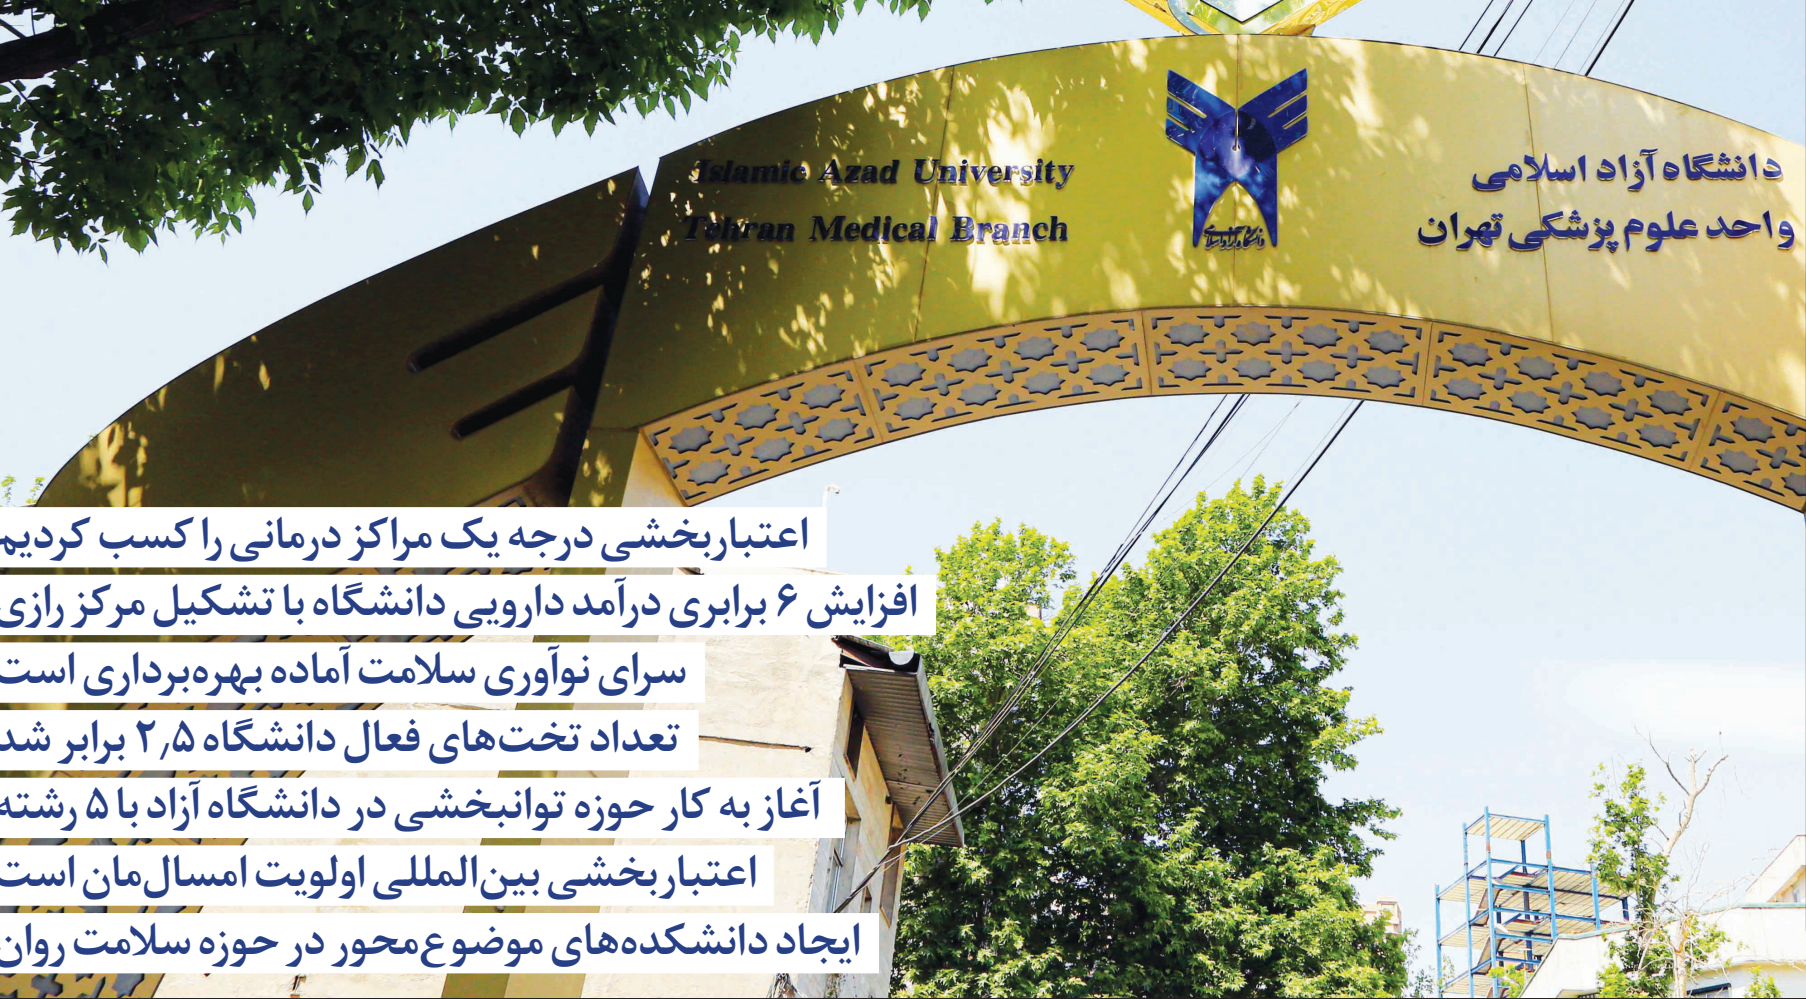 Islamic Azad University
Tehran Medical Branch
دانشگاه آزاد اسلامی
واحد علوم پزشکی تهران
دانشگاه آزاد اسلامی
اعتباربخشی درجه یک مراکز درمانی را کسب کردیم
افزایش ۶ برابری درآمد دارویی دانشگاه با تشکیل مرکز رازی
سرای نوآوری سلامت آماده بهره‌برداری است
تعداد تخت‌های فعال دانشگاه ۲٫۵ برابر شد
آغاز به کار حوزه توانبخشی در دانشگاه آزاد با ۵ رشته
اعتباربخشی بین‌المللی اولویت امسال‌مان است
ایجاد دانشکده‌های موضوع‌محور در حوزه سلامت روان